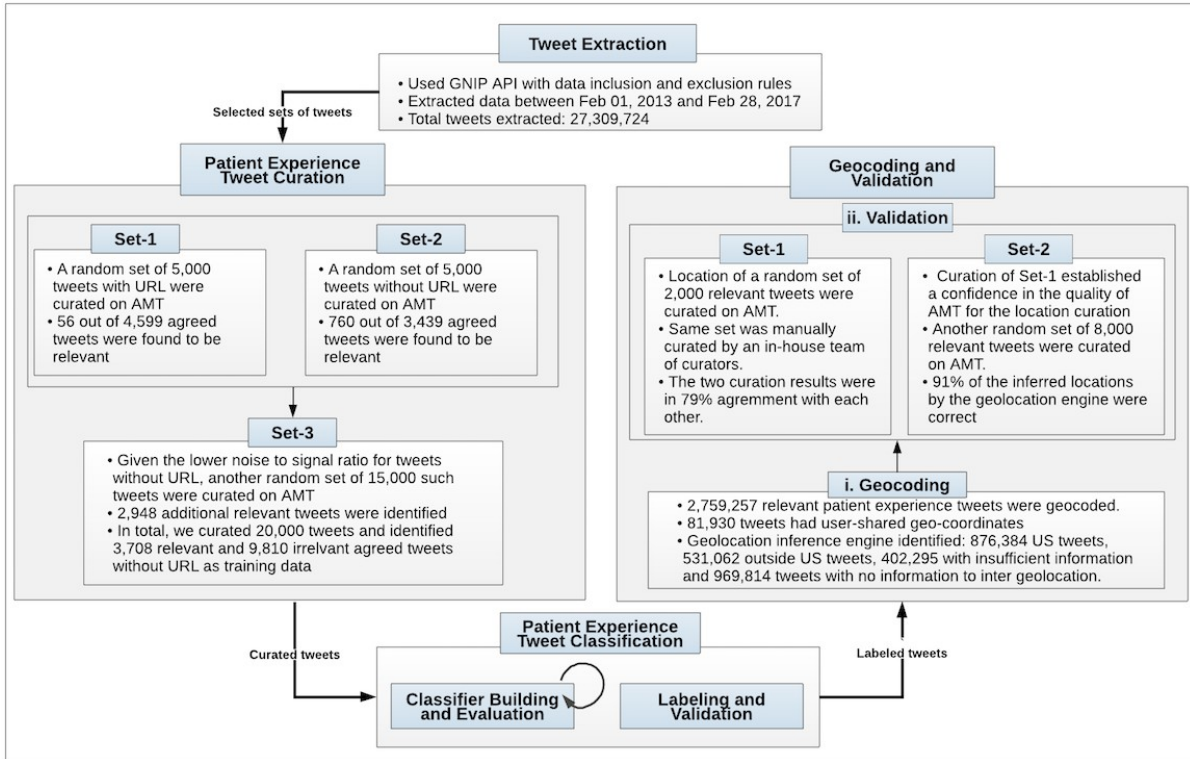 Tweet Extraction
• Used GNIP API with data inclusion and exclusion rules
• Extracted data between Feb 01, 2013 and Feb 28, 2017
• Total tweets extracted: 27,309,724
Selected sets of tweets
Patient Experience
Tweet Curation
Set-1
• A random set of 5,000
tweets with URL were
curated on AMT
• 56 out of 4,599 agreed
tweets were found to be
relevant
Set-2
• A random set of 5,000
tweets without URL were
curated on AMT
• 760 out of 3,439 agreed
tweets were found to be
relevant
Set-3
• Given the lower noise to signal ratio for tweets
without URL, another random set of 15,000 such
tweets were curated on AMT
• 2,948 additional relevant tweets were identified
• In total, we curated 20,000 tweets and identified
3,708 relevant and 9,810 irrelvant agreed tweets
without URL as training data
Curated tweets
Patient Experience
Tweet Classification
Classifier Building
and Evaluation
Labeling and
Validation
Labeled tweets
Geocoding and
Validation
ii. Validation
Set-1
• Location of a random set of
2,000 relevant tweets were
curated on AMT.
• Same set was manually
curated by an in-house team
of curators.
• The two curation results were
in 79% agremment with each
other.
Set-2
• Curation of Set-1 established
a confidence in the quality of
AMT for the location curation
• Another random set of 8,000
relevant tweets were curated
on AMT.
• 91% of the inferred locations
by the geolocation engine were
correct
i. Geocoding
• 2,759,257 relevant patient experience tweets were geocoded.
• 81,930 tweets had user-shared geo-coordinates
• Geolocation inference engine identified: 876,384 US tweets,
531,062 outside US tweets, 402,295 with insufficient information
and 969,814 tweets with no information to inter geolocation.